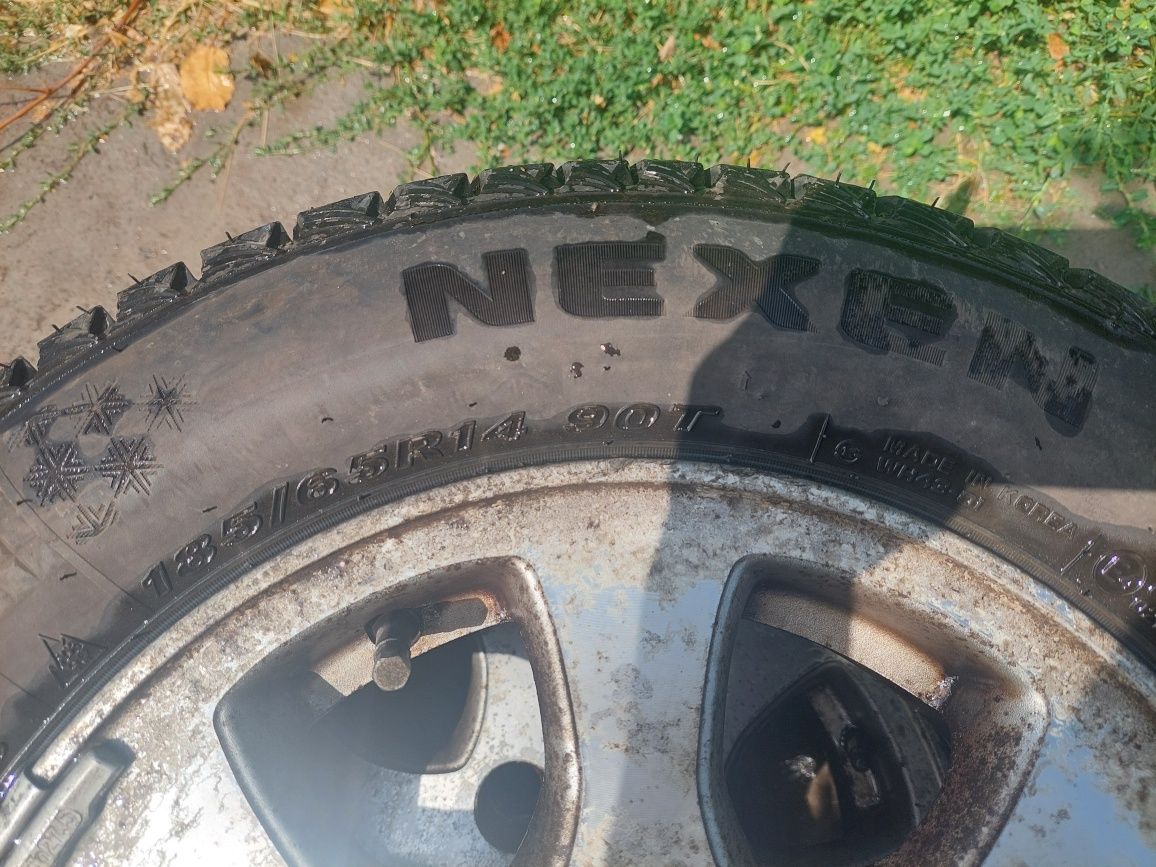 NEXEN
185/65R14 90T
MADE IN KOREA